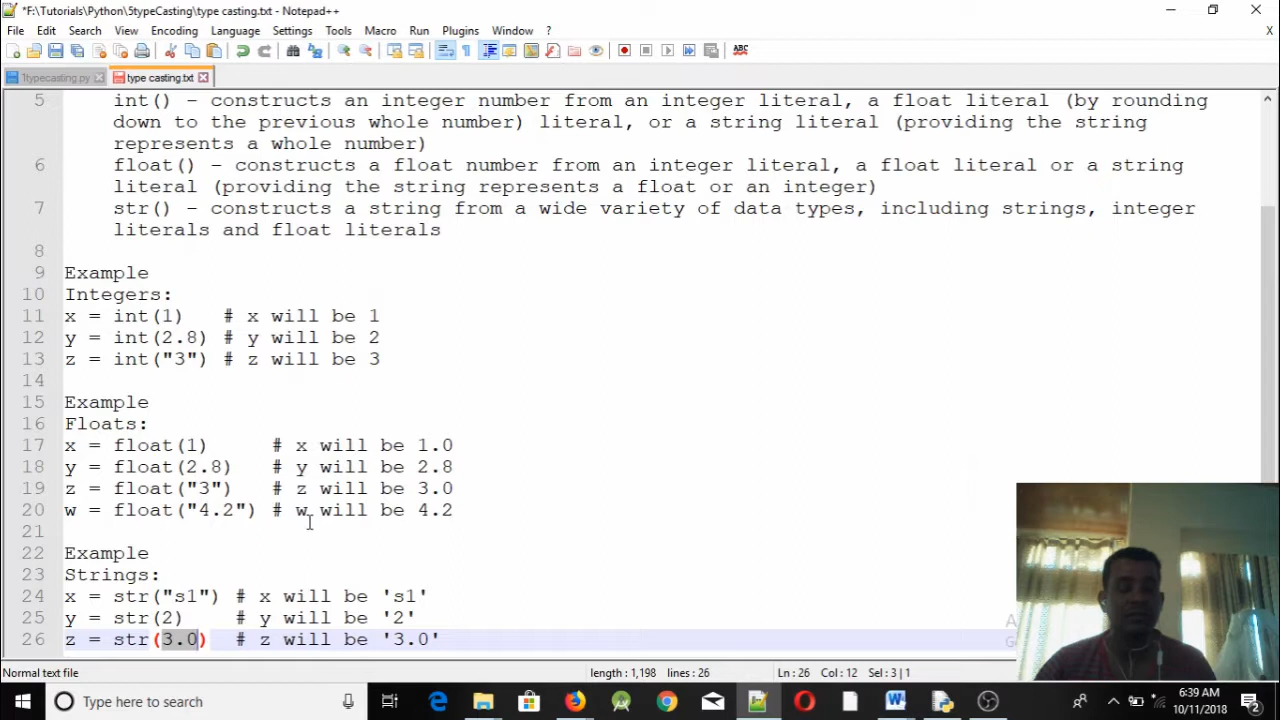 *F:\Tutorials\Python\5typeCasting\type casting.txt - Notepad++
File Edit Search View Encoding Language Settings Tools Macro Run Plugins Window ? X
ABC
1typecasting.py type casting.txt
5 int() - constructs an integer number from an integer literal, a float literal (by rounding
down to the previous whole number) literal, or a string literal (providing the string
represents a whole number)
6 float() - constructs a float number from an integer literal, a float literal or a string
literal (providing the string represents a float or an integer)
7 str() - constructs a string from a wide variety of data types, including strings, integer
literals and float literals
8
9 Example
10 Integers:
11 x = int(1) # x will be 1
12 y = int(2.8) # y will be 2
13 z = int("3") # z will be 3
14
15 Example
16 Floats:
17 x = float(1) # x will be 1.0
18 y = float(2.8) # y will be 2.8
19 z = float("3") # z will be 3.0
20 w = float("4.2") # w will be 4.2
21
22 Example
23 Strings:
24 x = str("s1") # x will be 's1'
25 y = str(2) # y will be '2'
26 z = str(3.0) # z will be '3.0'
Normal text file length : 1,198 lines : 26 Ln : 26 Col : 12 Sel : 3 | 1
Type here to search
6:39 AM
10/11/2018
2